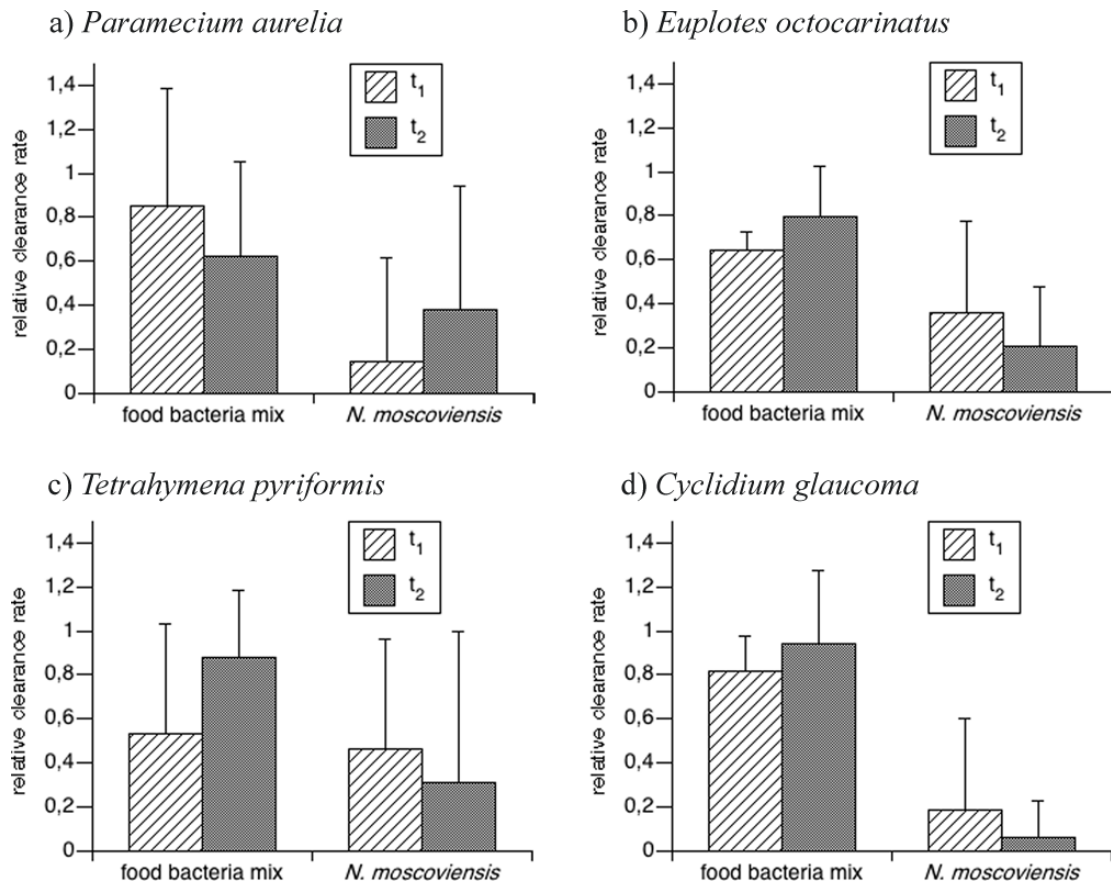 a) Paramecium aurelia
relative clearance rate
1,4
1,2
1
0,8
0,6
0,4
0,2
0
t1
t2
food bacteria mix
N. moscoviensis
b) Euplotes octocarinatus
relative clearance rate
1,4
1,2
1
0,8
0,6
0,4
0,2
0
t1
t2
food bacteria mix
N. moscoviensis
c) Tetrahymena pyriformis
relative clearance rate
1,4
1,2
1
0,8
0,6
0,4
0,2
0
t1
t2
food bacteria mix
N. moscoviensis
d) Cyclidium glaucoma
relative clearance rate
1,4
1,2
1
0,8
0,6
0,4
0,2
0
t1
t2
food bacteria mix
N. moscoviensis